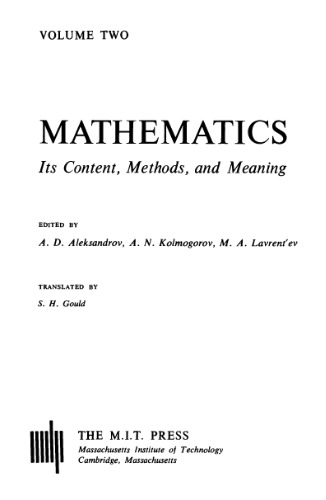 VOLUME TWO
MATHEMATICS
Its Content, Methods, and Meaning
EDITED BY
A. D. Aleksandrov, A. N. Kolmogorov, M. A. Lavrent'ev
TRANSLATED BY
S. H. Gould
THE M.I.T. PRESS
Massachusetts Institute of Technology
Cambridge, Massachusetts